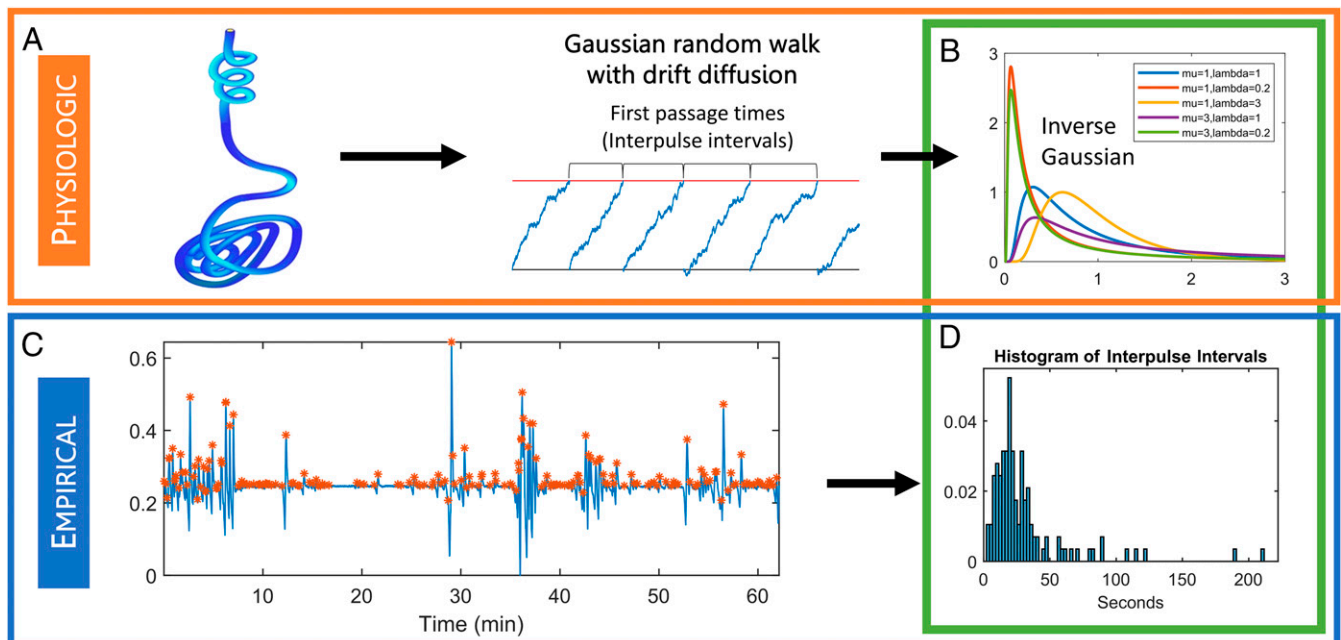 A
PHYSIOLOGIC
Gaussian random walk
with drift diffusion
First passage times
(Interpulse intervals)
B
3
2
1
0
0
1
2
3
mu=1,lambda=1
mu=1,lambda=0.2
mu=1,lambda=3
mu=3,lambda=1
mu=3,lambda=0.2
Inverse
Gaussian
C
EMPIRICAL
0.6
0.4
0.2
0
10
20
30
40
50
60
Time (min)
D
Histogram of Interpulse Intervals
0.04
0.02
0
0
50
100
150
200
Seconds